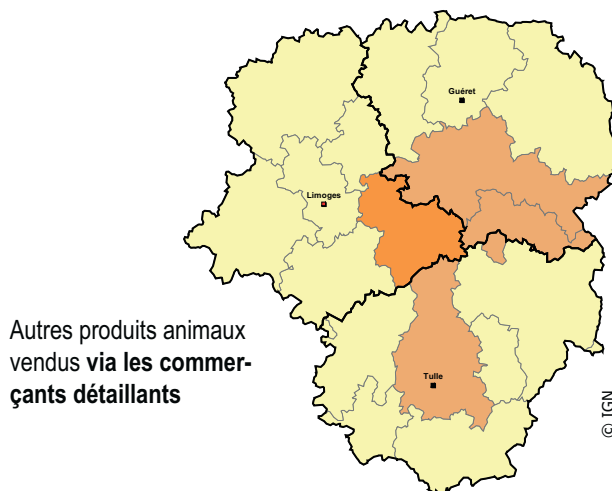 Guéret
Limoges
Autres produits animaux
vendus via les commer-
çants détaillants
Tulle
© IGN